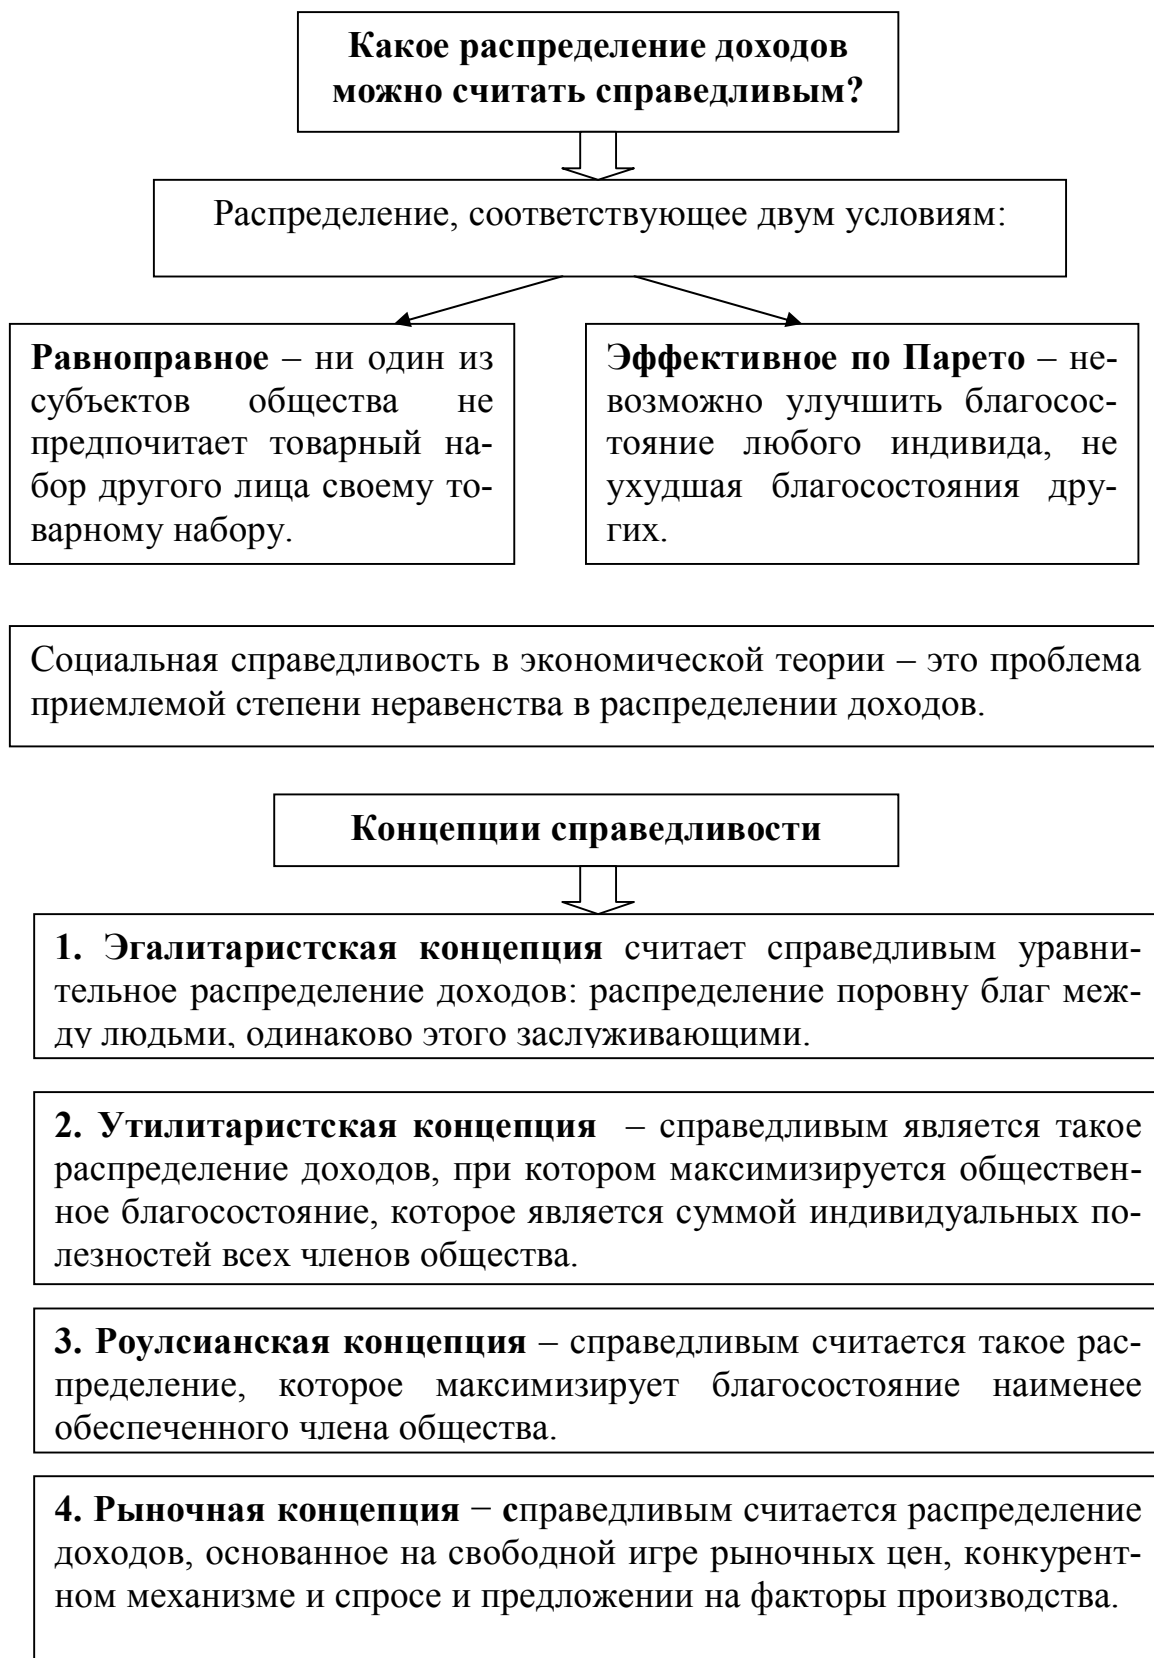 Какое распределение доходов
можно считать справедливым?
Распределение, соответствующее двум условиям:
Равноправное – ни один из
субъектов общества не
предпочитает товарный на-
бор другого лица своему то-
варному набору.
Эффективное по Парето – не-
возможно улучшить благосос-
тояние любого индивида, не
ухудшая благосостояния дру-
гих.
Социальная справедливость в экономической теории – это проблема
приемлемой степени неравенства в распределении доходов.
Концепции справедливости
1. Эгалитаристская концепция считает справедливым уравни-
тельное распределение доходов: распределение поровну благ меж-
ду людьми, одинаково этого заслуживающими.
2. Утилитаристская концепция – справедливым является такое
распределение доходов, при котором максимизируется обществен-
ное благосостояние, которое является суммой индивидуальных по-
лезностей всех членов общества.
3. Роулсианская концепция – справедливым считается такое рас-
пределение, которое максимизирует благосостояние наименее
обеспеченного члена общества.
4. Рыночная концепция − справедливым считается распределение
доходов, основанное на свободной игре рыночных цен, конкурент-
ном механизме и спросе и предложении на факторы производства.